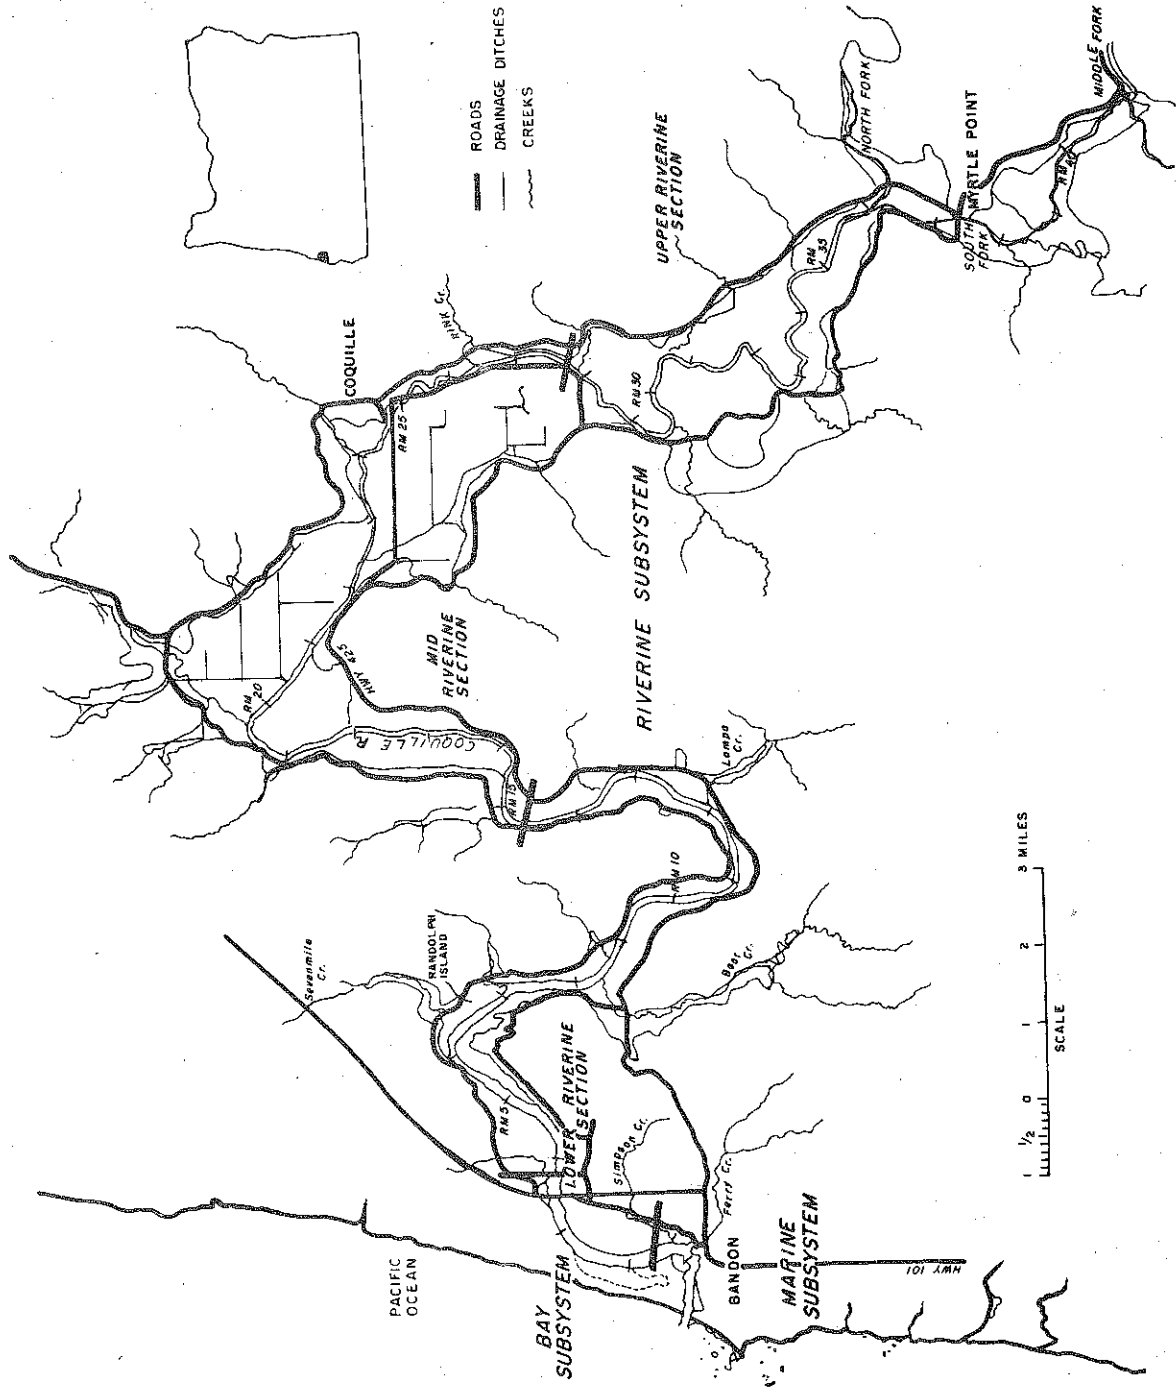 ROADS
DRAINAGE DITCHES
CREEKS
MIDDLE FORK
NORTH FORK
RM 40
MYRTLE POINT
SOUTH
FORK
UPPER RIVERINE
SECTION
RM 35
RINK Cr.
COQUILLE
RM 25
RM 30
RIVERINE SUBSYSTEM
MID
RIVERINE
SECTION
HWY 425
RM 20
COQUILLE R
RM 15
Lampa
Cr.
RM 10
Bear
Cr.
RANDOLPH
ISLAND
Sevenmile
Cr.
RM 5
LOWER RIVERINE
SECTION
Simpson Cr.
Ferry Cr.
PACIFIC
OCEAN
BAY
SUBSYSTEM
BANDON
MARINE
SUBSYSTEM
HWY 101
1 1/2 0 1 2 3 MILES
SCALE